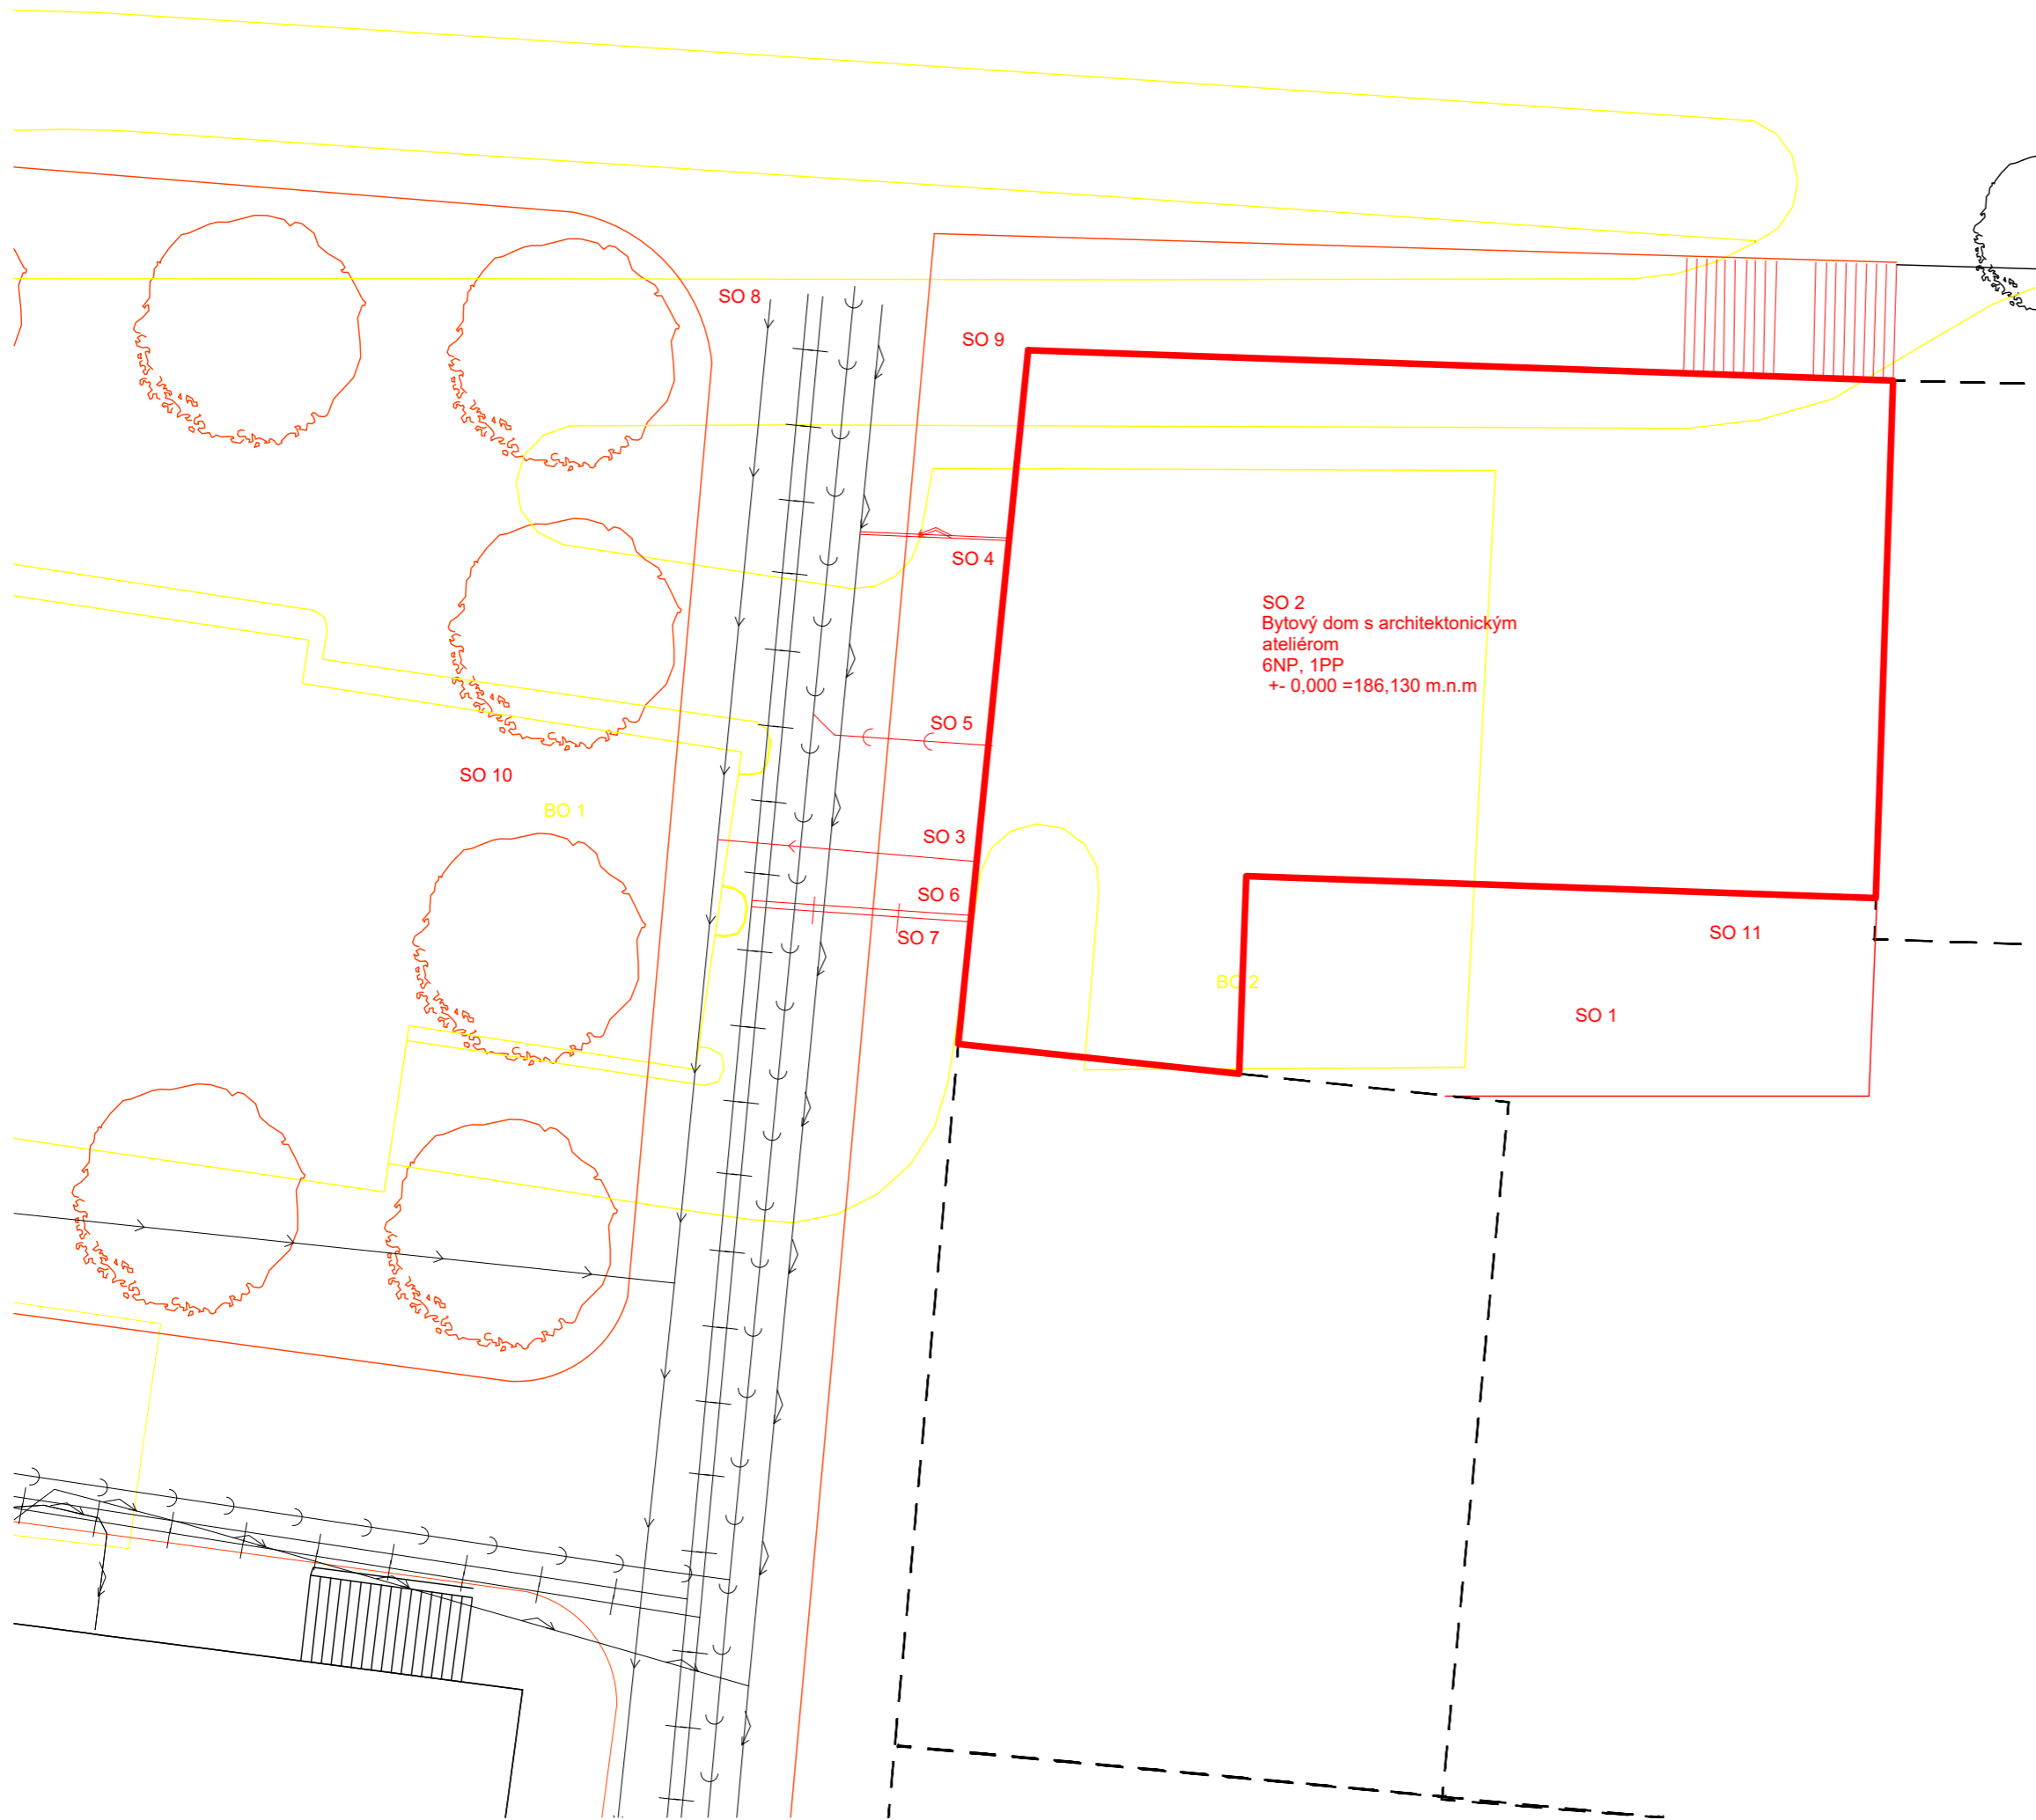 SO 8
SO 9
SO 4
SO 2
Bytový dom s architektonickým
ateliérom
6NP, 1PP
+- 0,000 =186,130 m.n.m
SO 5
SO 10
BO 1
SO 3
SO 6
SO 7
SO 11
BO 2
SO 1